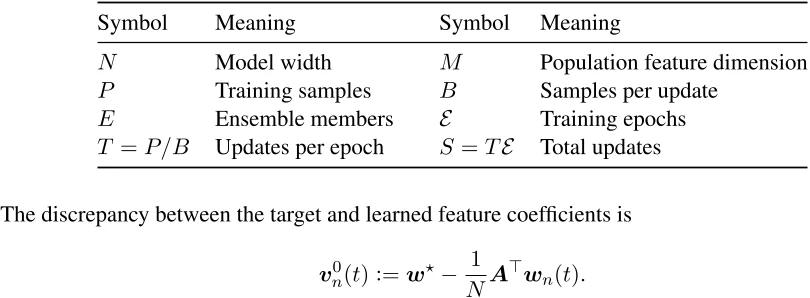 Symbol Meaning Symbol Meaning
N Model width M Population feature dimension
P Training samples B Samples per update
E Ensemble members ℰ Training epochs
T = P/B Updates per epoch S = Tℰ Total updates
The discrepancy between the target and learned feature coefficients is
v_n^0(t) := w^⋆ − \frac{1}{N} A^⊤ w_n(t).